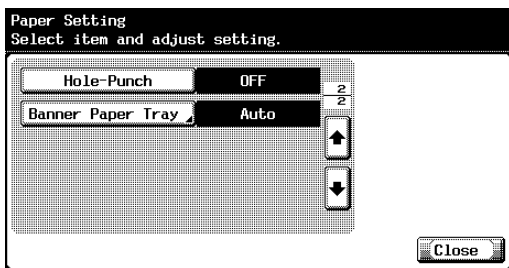 Paper Setting
Select item and adjust setting.
Hole-Punch OFF
2
2
Banner Paper Tray Auto
Close